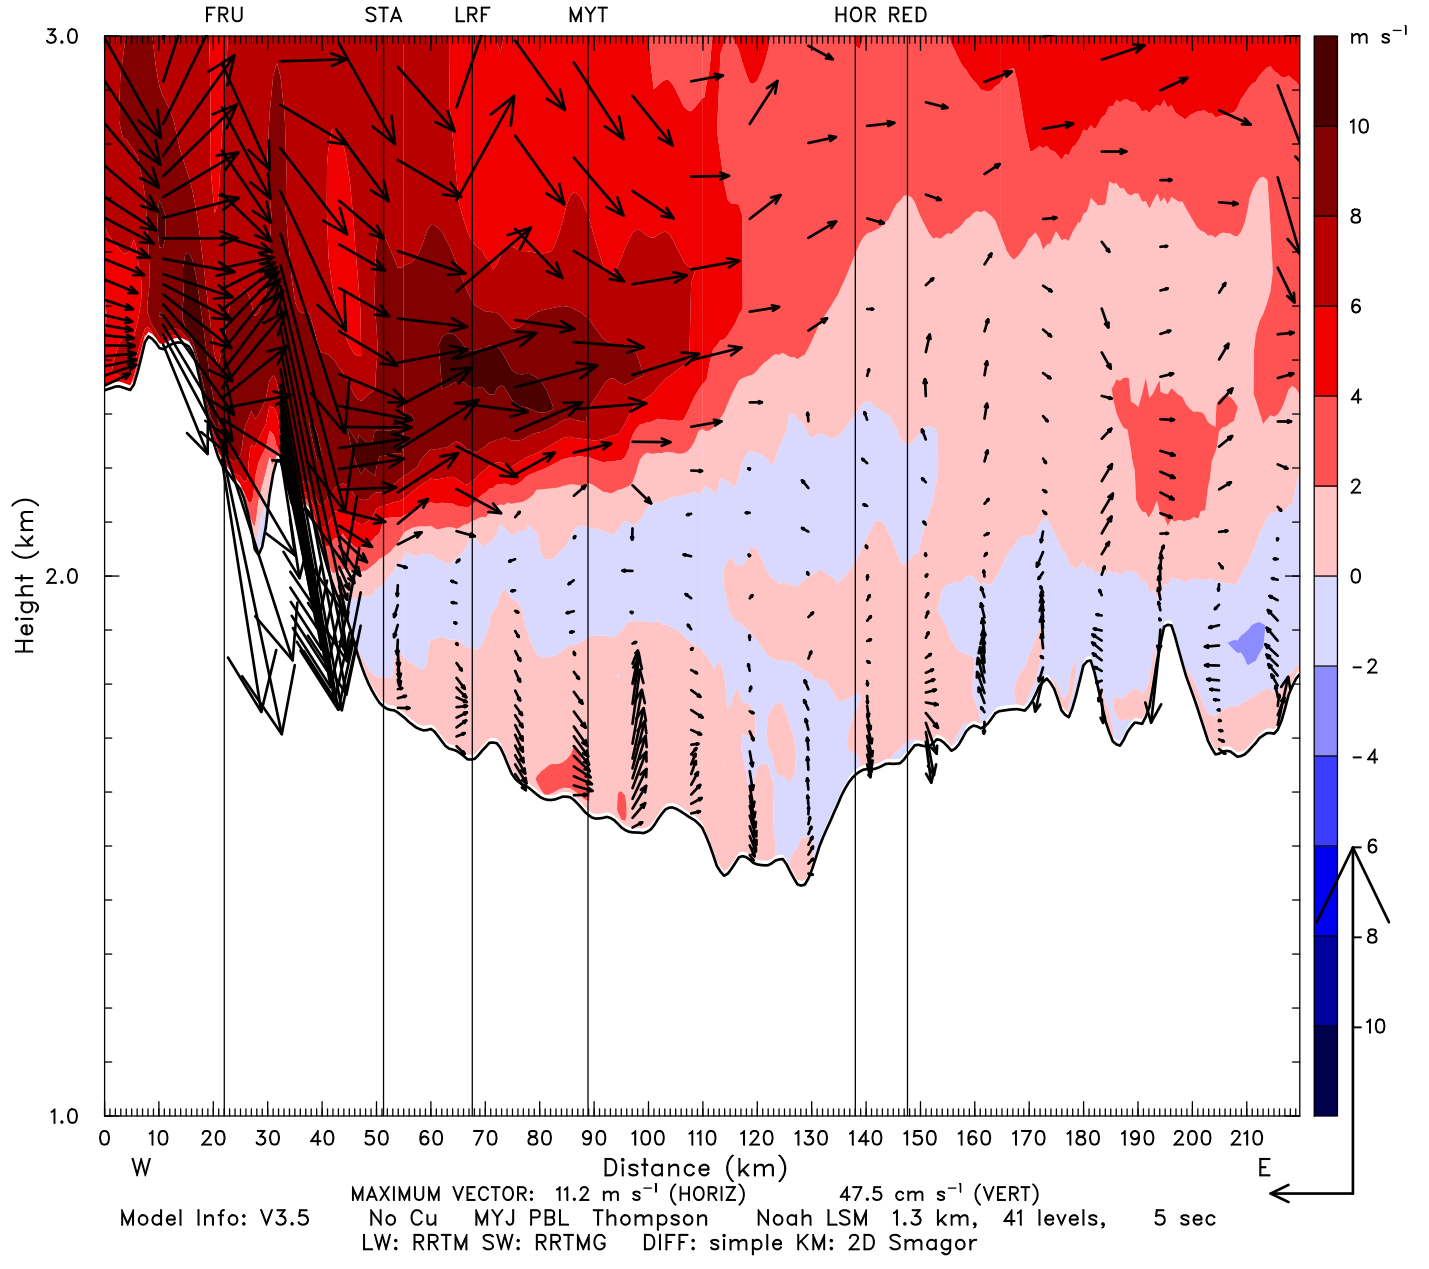 FRU STA LRF MYT HOR RED
3.0
2.0
1.0
Height (km)
m s⁻¹
10
8
6
4
2
0
-2
-4
-6
-8
-10
0 10 20 30 40 50 60 70 80 90 100 110 120 130 140 150 160 170 180 190 200 210
W Distance (km) E
MAXIMUM VECTOR: 11.2 m s⁻¹ (HORIZ) 47.5 cm s⁻¹ (VERT)
Model Info: V3.5 No Cu MYJ PBL Thompson Noah LSM 1.3 km, 41 levels, 5 sec
LW: RRTM SW: RRTMG DIFF: simple KM: 2D Smagor